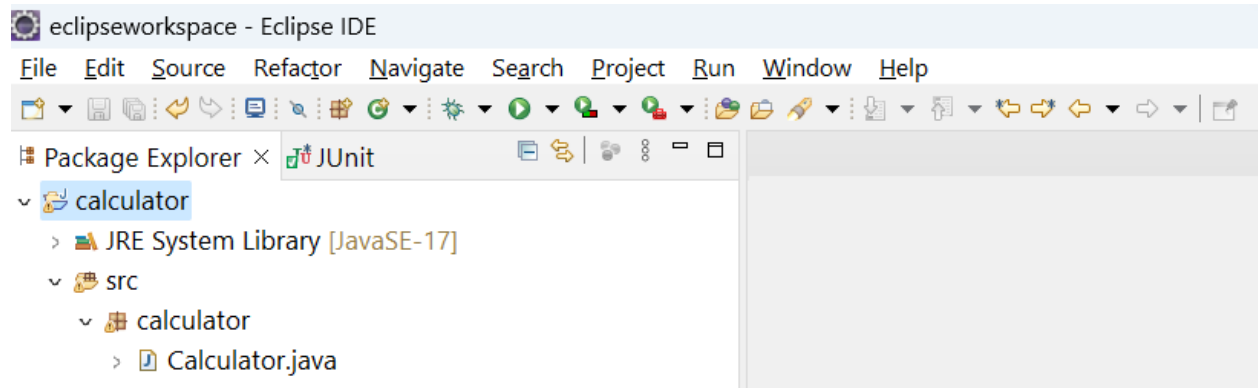 eclipseworkspace - Eclipse IDE
File Edit Source Refactor Navigate Search Project Run Window Help
Package Explorer JUnit
calculator
JRE System Library [JavaSE-17]
src
calculator
Calculator.java